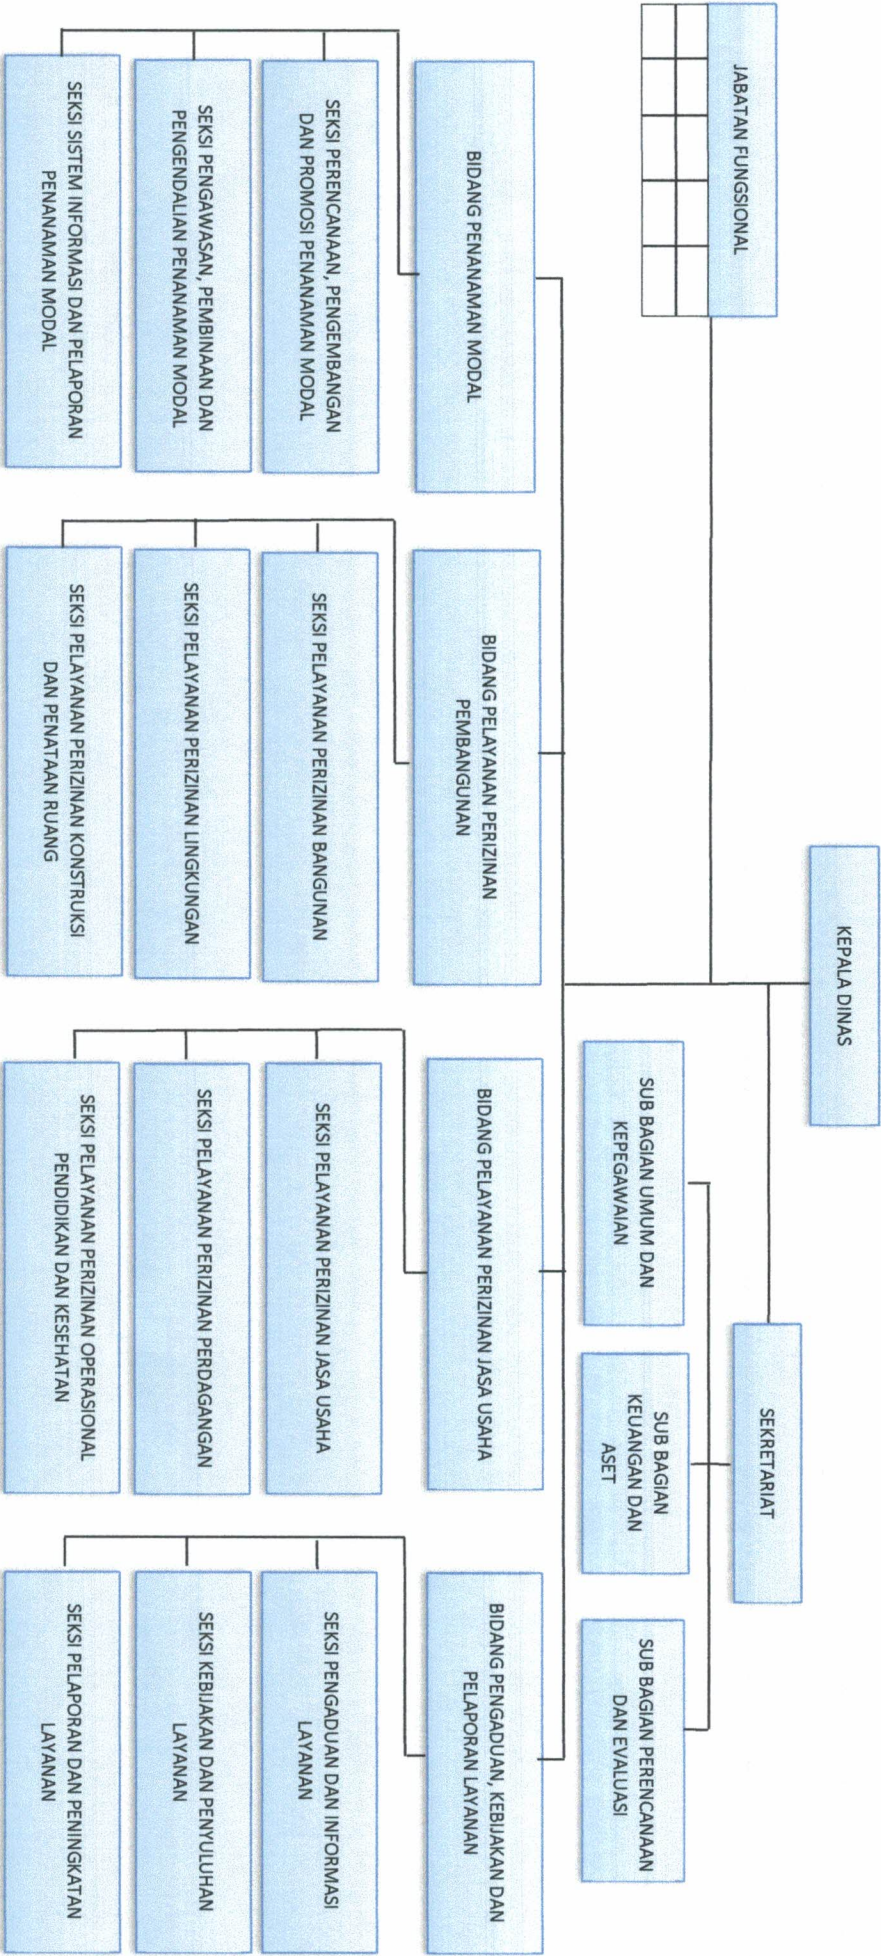 KEPALA DINAS
JABATAN FUNGSIONAL
SEKRETARIAT
SUB BAGIAN UMUM DAN
KEPEGAWAIAN
SUB BAGIAN
KEUANGAN DAN
ASET
SUB BAGIAN PERENCANAAN
DAN EVALUASI
BIDANG PENANAMAN MODAL
SEKSI PERENCANAAN, PENGEMBANGAN
DAN PROMOSI PENANAMAN MODAL
SEKSI PENGAWASAN, PEMBINAAN DAN
PENGENDALIAN PENANAMAN MODAL
SEKSI SISTEM INFORMASI DAN PELAPORAN
PENANAMAN MODAL
BIDANG PELAYANAN PERIZINAN
PEMBANGUNAN
SEKSI PELAYANAN PERIZINAN BANGUNAN
SEKSI PELAYANAN PERIZINAN LINGKUNGAN
SEKSI PELAYANAN PERIZINAN KONSTRUKSI
DAN PENATAAN RUANG
BIDANG PELAYANAN PERIZINAN JASA USAHA
SEKSI PELAYANAN PERIZINAN JASA USAHA
SEKSI PELAYANAN PERIZINAN PERDAGANGAN
SEKSI PELAYANAN PERIZINAN OPERASIONAL
PENDIDIKAN DAN KESEHATAN
BIDANG PENGADUAN, KEBIJAKAN DAN
PELAPORAN LAYANAN
SEKSI PENGADUAN DAN INFORMASI
LAYANAN
SEKSI KEBIJAKAN DAN PENYULUHAN
LAYANAN
SEKSI PELAPORAN DAN PENINGKATAN
LAYANAN